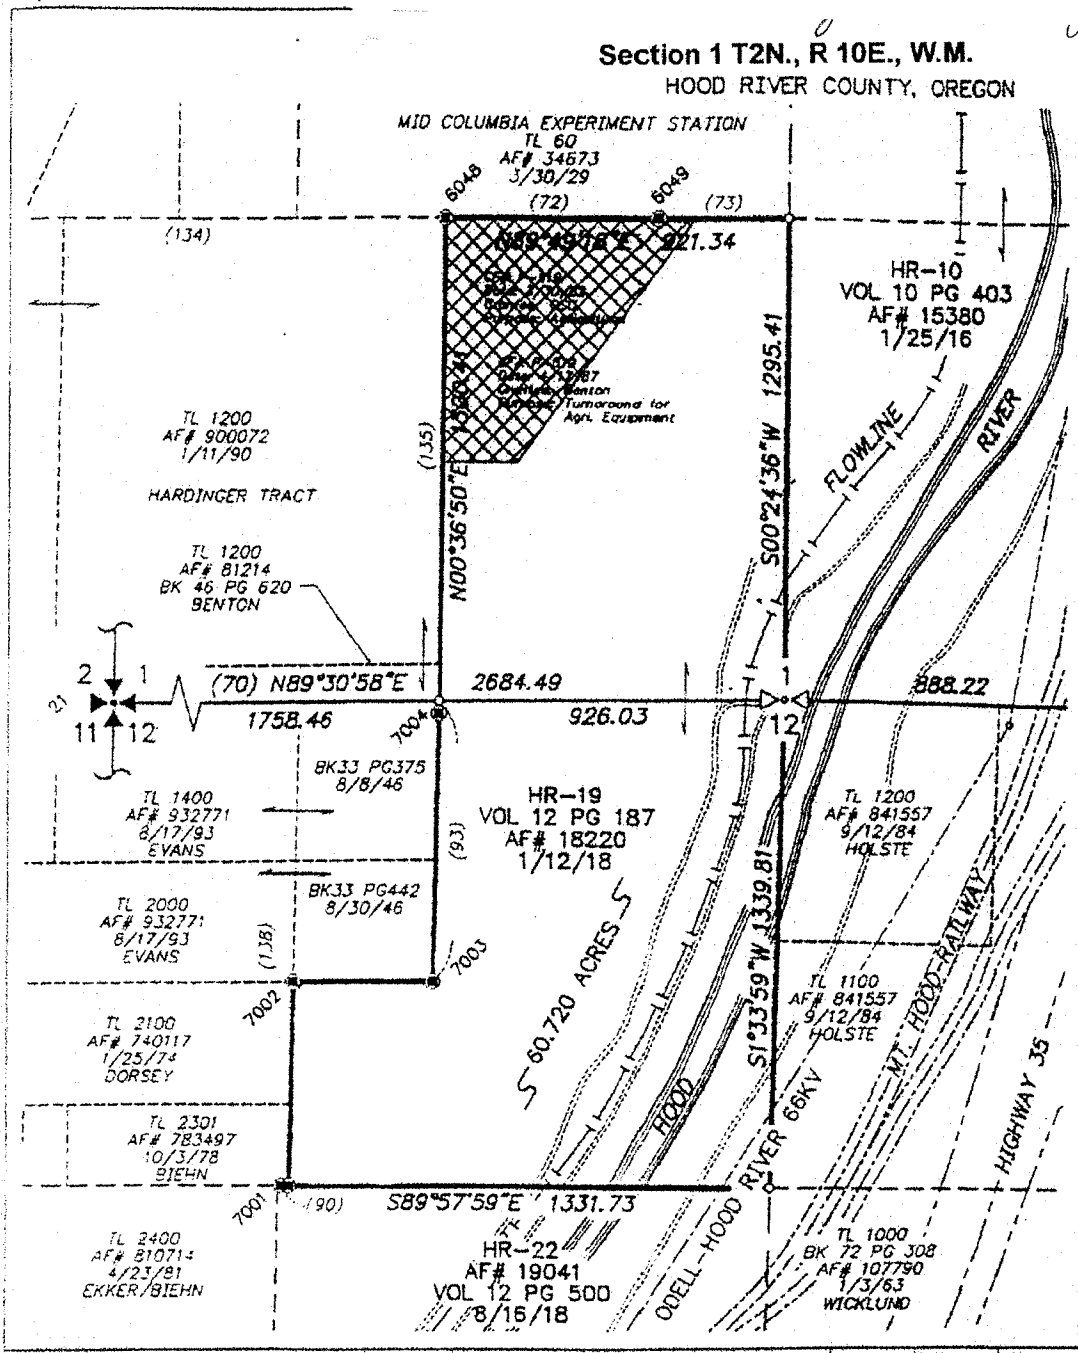 Section 1 T2N., R 10E., W.M.
HOOD RIVER COUNTY, OREGON
MID COLUMBIA EXPERIMENT STATION
TL 60
AF# 34673
3/30/29
6048
(72)
6049
(73)
(134)
N89°49'18"E 921.34
HR-10
VOL 10 PG 403
AF# 15380
1/25/16
Benton
Turnaround for
Agri. Equipment
(135)
N00°36'50"E
S00°24'36"W 1295.41
FLOWLINE
RIVER
TL 1200
AF# 900072
1/11/90
HARDINGER TRACT
TL 1200
AF# 81214
BK 46 PG 620
BENTON
2 1
11 12
21
(70) N89°30'58"E
2684.49
888.22
1758.46
926.03
1
12
7004
BK33 PG375
8/8/46
TL 1400
AF# 932771
8/17/93
EVANS
(93)
HR-19
VOL 12 PG 187
AF# 18220
1/12/18
TL 1200
AF# 841557
9/12/84
HOLSTE
BK33 PG442
8/30/46
TL 2000
AF# 932771
8/17/93
EVANS
(138)
7003
7002
60.720 ACRES
S1°33'59"W 1339.81
MT. HOOD-RAILWAY
TL 1100
AF# 841557
9/12/84
HOLSTE
TL 2100
AF# 740117
1/25/74
DORSEY
HOOD
HIGHWAY 35
TL 2301
AF# 783497
10/3/78
BIEHN
7001
(90)
S89°57'59"E 1331.73
ODELL-HOOD RIVER 66KV
TL 2400
AF# 810714
4/23/81
EKKER/BIEHN
HR-22
AF# 19041
VOL 12 PG 500
8/16/18
TL 1000
BK 72 PG 308
AF# 107790
1/3/63
WICKLUND